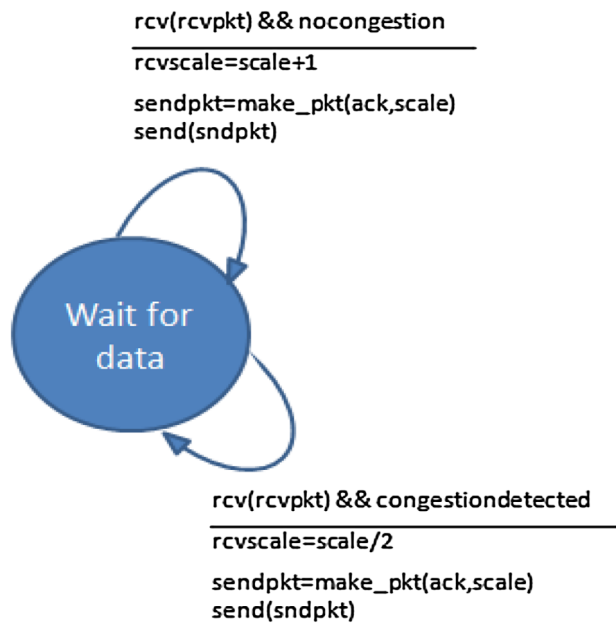 rcv(rcvpkt) && nocongestion
rcvscale=scale+1
sendpkt=make_pkt(ack,scale)
send(sndpkt)
Wait for
data
rcv(rcvpkt) && congestiondetected
rcvscale=scale/2
sendpkt=make_pkt(ack,scale)
send(sndpkt)